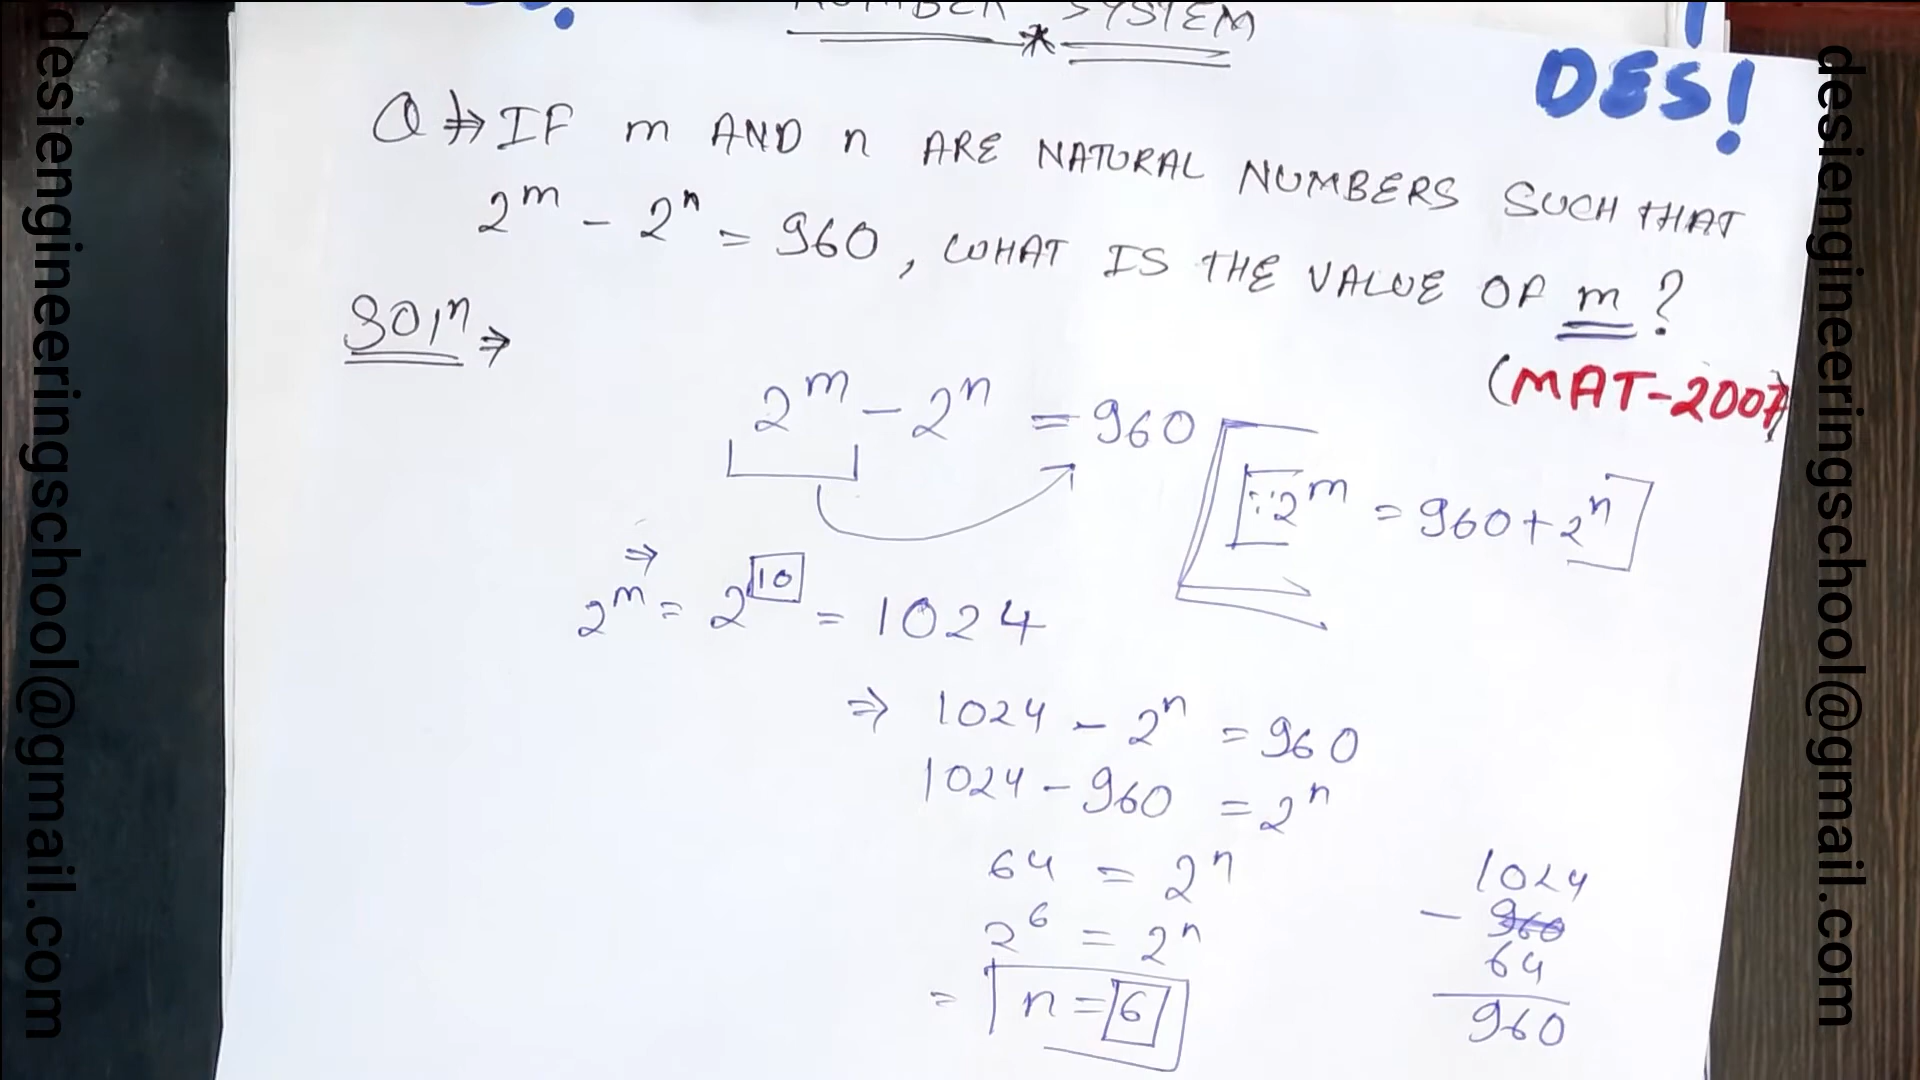 NUMBER SYSTEM
*
DES!
Q ⇒ IF m AND n ARE NATURAL NUMBERS SUCH THAT
2^m - 2^n = 960, WHAT IS THE VALUE OF m ?
(MAT-2007)
SOl^n ⇒
2^m - 2^n = 960
[∵ 2^m = 960 + 2^n]
⇒
2^m = 2^10 = 1024
⇒ 1024 - 2^n = 960
1024 - 960 = 2^n
64 = 2^n
2^6 = 2^n
= n = 6
1024
- 960
64
960
desiengineeringschool@gmail.com
desiengineeringschool@gmail.com